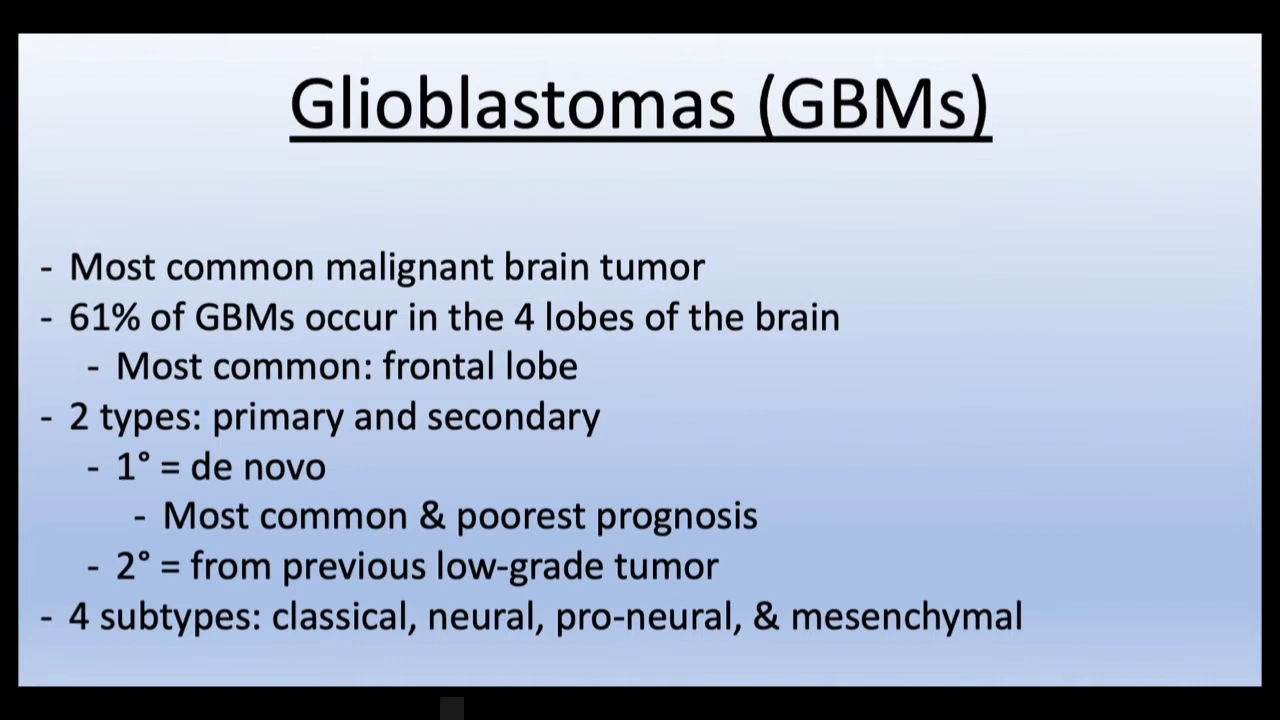 Glioblastomas (GBMs)
- Most common malignant brain tumor
- 61% of GBMs occur in the 4 lobes of the brain
- Most common: frontal lobe
- 2 types: primary and secondary
- 1° = de novo
- Most common & poorest prognosis
- 2° = from previous low-grade tumor
- 4 subtypes: classical, neural, pro-neural, & mesenchymal